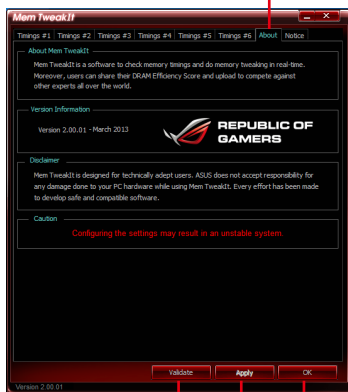 Mem TweakIt
Timings #1 Timings #2 Timings #3 Timings #4 Timings #5 Timings #6 About Notice
About Mem TweakIt
Mem TweakIt is a software to check memory timings and do memory tweaking in real-time.
Moreover, users can share their DRAM Efficiency Score and upload to compete against
other experts all over the world.
Version Information
Version 2.00.01 - March 2013
REPUBLIC OF
GAMERS
Disclaimer
Mem TweakIt is designed for technically adept users. ASUS does not accept responsibility for
any damage done to your PC hardware while using Mem TweakIt. Every effort has been made
to develop safe and compatible software.
Caution
Configuring the settings may result in an unstable system
Validate Apply OK
Version 2.00.01